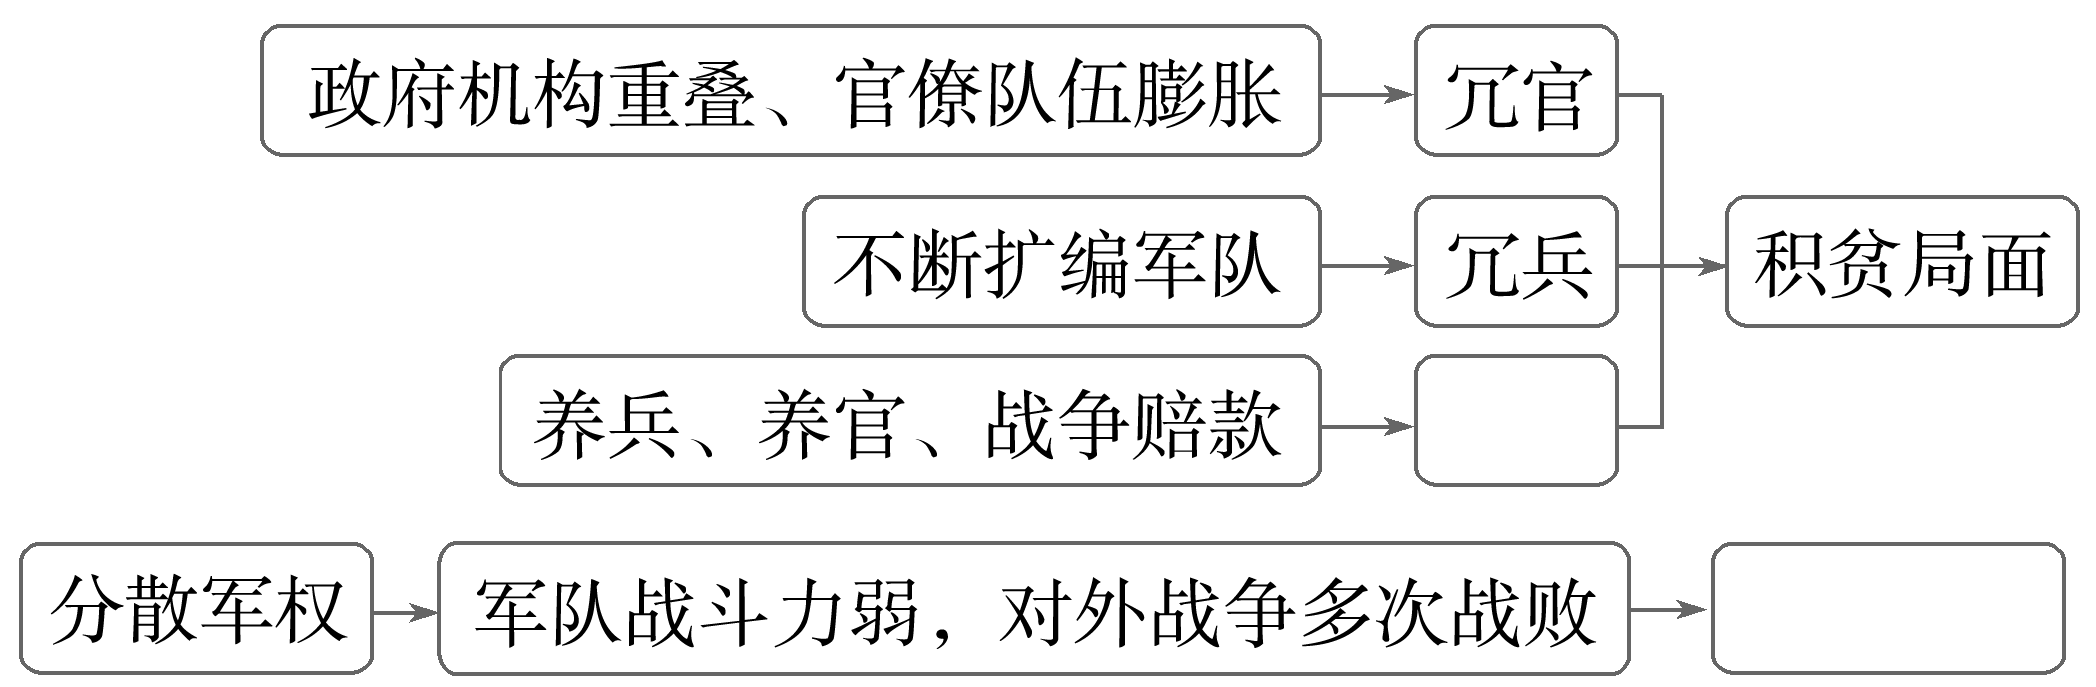 政府机构重叠、官僚队伍膨胀
冗官
不断扩编军队
冗兵
积贫局面
养兵、养官、战争赔款
分散军权
军队战斗力弱，对外战争多次战败